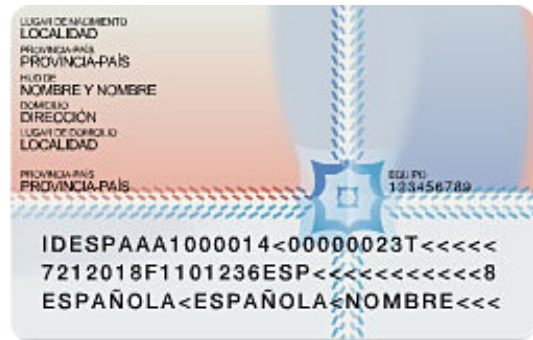 LUGAR DE NACIMIENTO
LOCALIDAD
PROVINCIA-PAÍS
PROVINCIA-PAÍS
HIJO DE
NOMBRE Y NOMBRE
DOMICILIO
DIRECCIÓN
LUGAR DE DOMICILIO
LOCALIDAD
PROVINCIA-PAÍS
PROVINCIA-PAÍS
EQUIPO
123456789
IDESPAAA1000014<00000023T<<<<<
7212018F1101236ESP<<<<<<<<<<<8
ESPAÑOLA<ESPAÑOLA<NOMBRE<<<